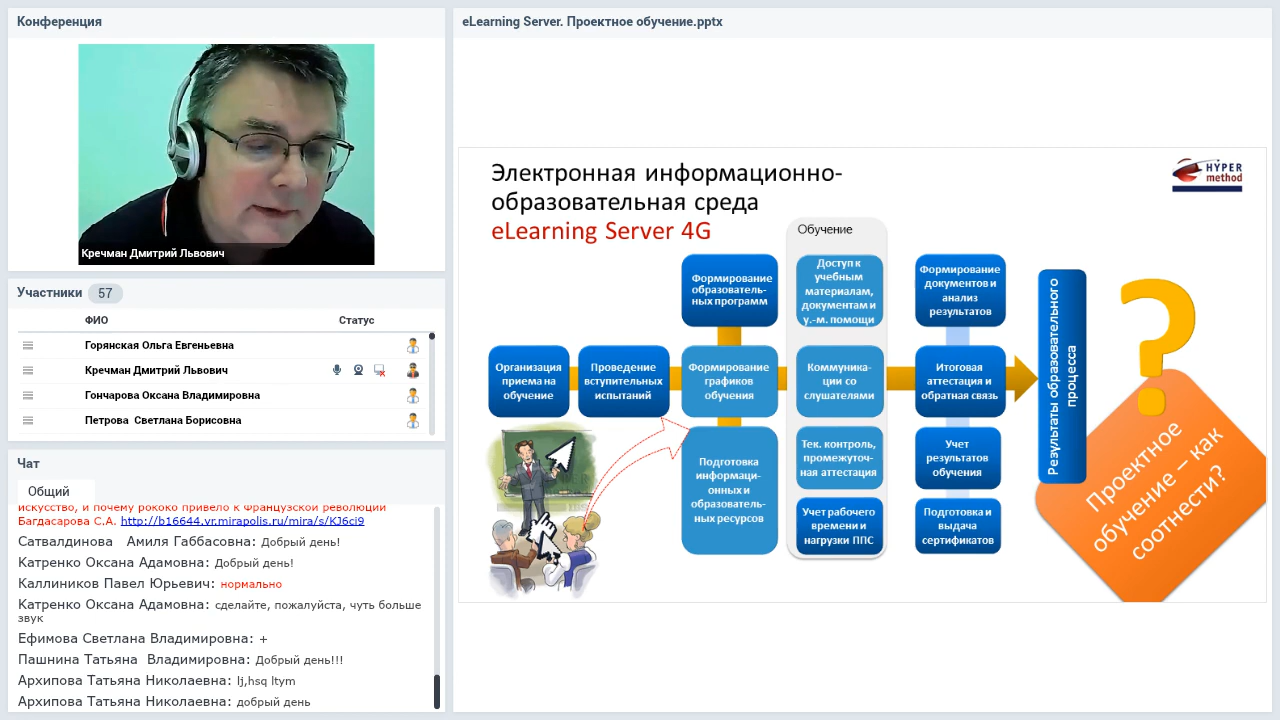 Конференция
Кречман Дмитрий Львович
Участники 57
ФИО Статус
Горянская Ольга Евгеньевна
Кречман Дмитрий Львович
Гончарова Оксана Владимировна
Петрова Светлана Борисовна
Чат
Общий
искусство, и почему рококо привело к Французской революции
Багдасарова С.А. http://b16644.vr.mirapolis.ru/mira/s/KJ6ci9
Сатвалдинова Амиля Габбасовна: Добрый день!
Катренко Оксана Адамовна: Добрый день!
Каллиников Павел Юрьевич: нормально
Катренко Оксана Адамовна: сделайте, пожалуйста, чуть больше
звук
Ефимова Светлана Владимировна: +
Пашнина Татьяна Владимировна: Добрый день!!!
Архипова Татьяна Николаевна: lj,hsq ltym
Архипова Татьяна Николаевна: добрый день
eLearning Server. Проектное обучение.pptx
HYPER
method
Электронная информационно-
образовательная среда
eLearning Server 4G
Организация
приема на
обучение
Проведение
вступительных
испытаний
Формирование
образователь-
ных программ
Формирование
графиков
обучения
Подготовка
информаци-
онных и
образователь-
ных ресурсов
Обучение
Доступ к
учебным
материалам,
документам и
у.-м. помощи
Коммуника-
ции со
слушателями
Тек. контроль,
промежуточ-
ная аттестация
Учет рабочего
времени и
нагрузки ППС
Формирование
документов и
анализ
результатов
Итоговая
аттестация и
обратная связь
Учет
результатов
обучения
Подготовка и
выдача
сертификатов
Результаты образовательного
процесса
?
Проектное
обучение – как
соотнести?